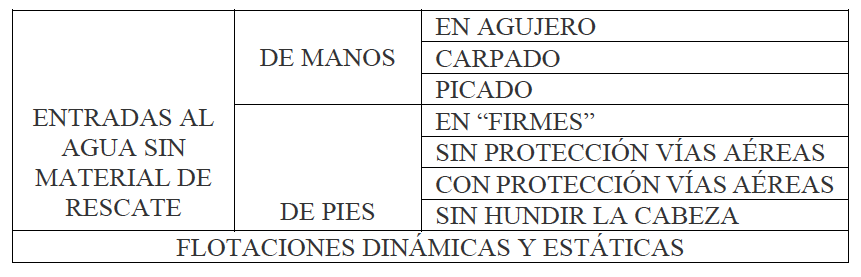 ENTRADAS AL
AGUA SIN
MATERIAL DE
RESCATE
DE MANOS
EN AGUJERO
CARPADO
PICADO
DE PIES
EN “FIRMES”
SIN PROTECCIÓN VÍAS AÉREAS
CON PROTECCIÓN VÍAS AÉREAS
SIN HUNDIR LA CABEZA
FLOTACIONES DINÁMICAS Y ESTÁTICAS